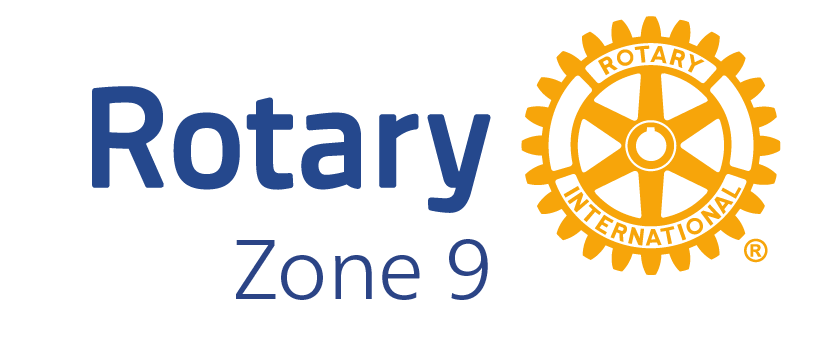 Rotary
Zone 9
ROTARY
INTERNATIONAL
®